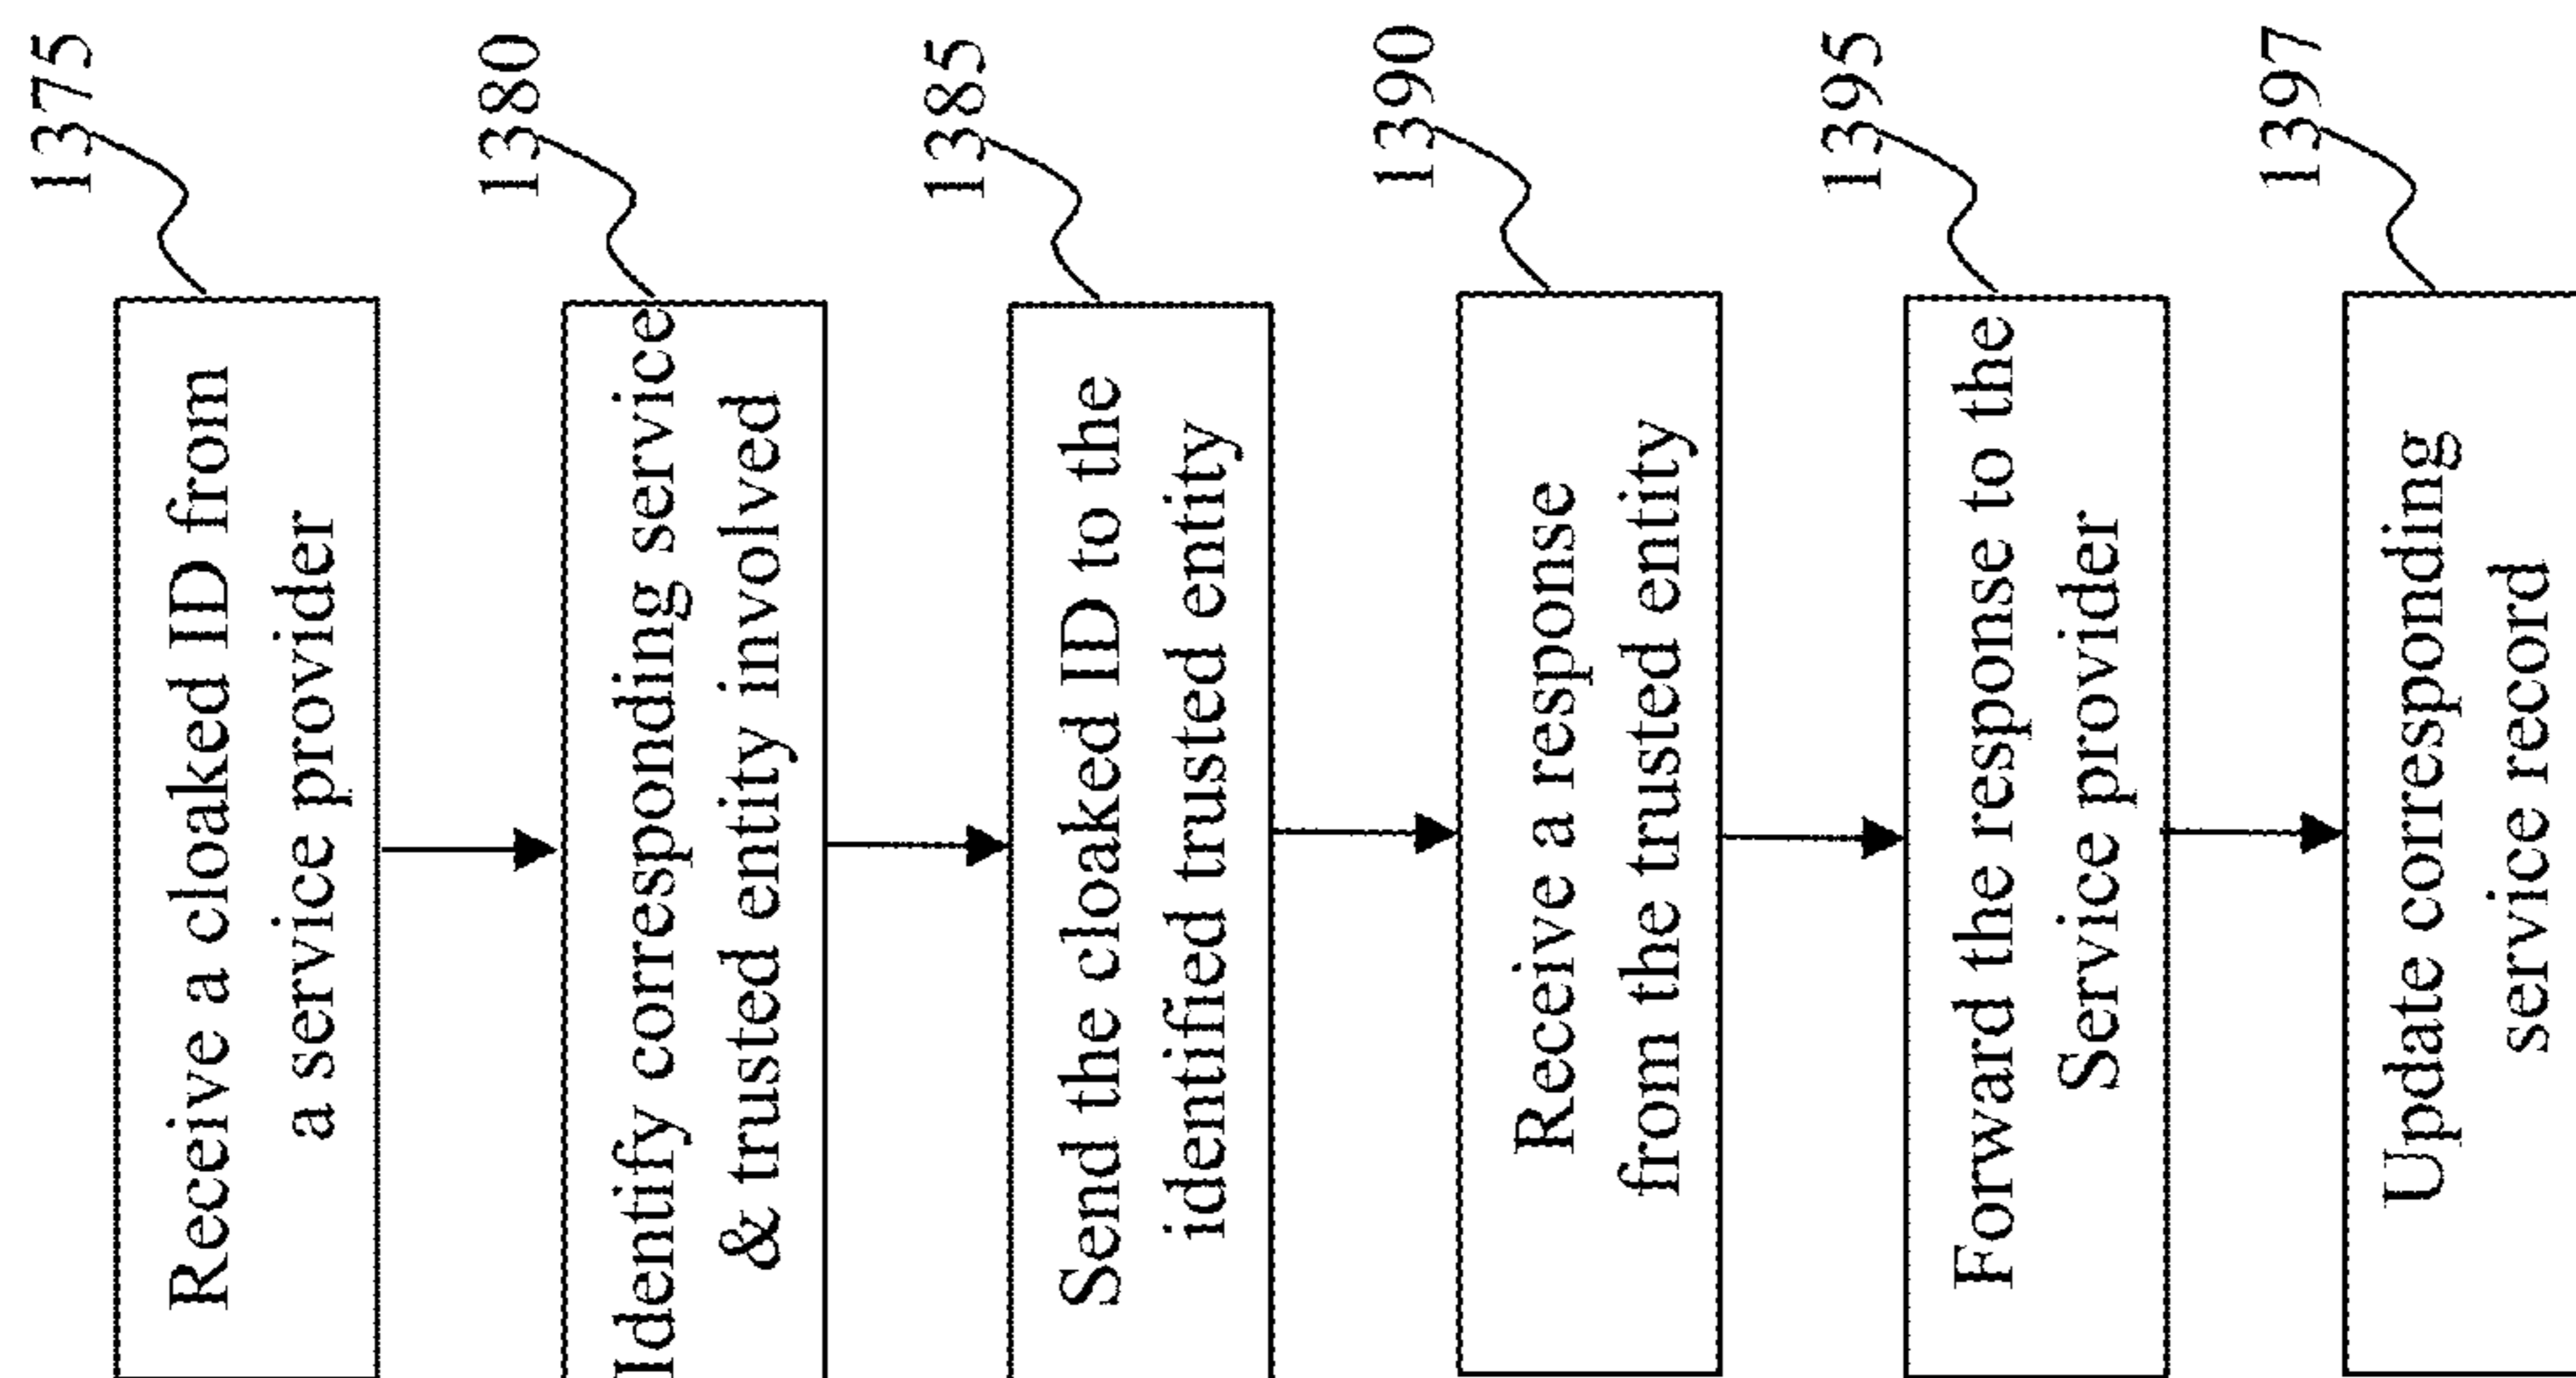 1375
Receive a cloaked ID from
a service provider
1380
Identify corresponding service
& trusted entity involved
1385
Send the cloaked ID to the
identified trusted entity
1390
Receive a response
from the trusted entity
1395
Forward the response to the
Service provider
1397
Update corresponding
service record